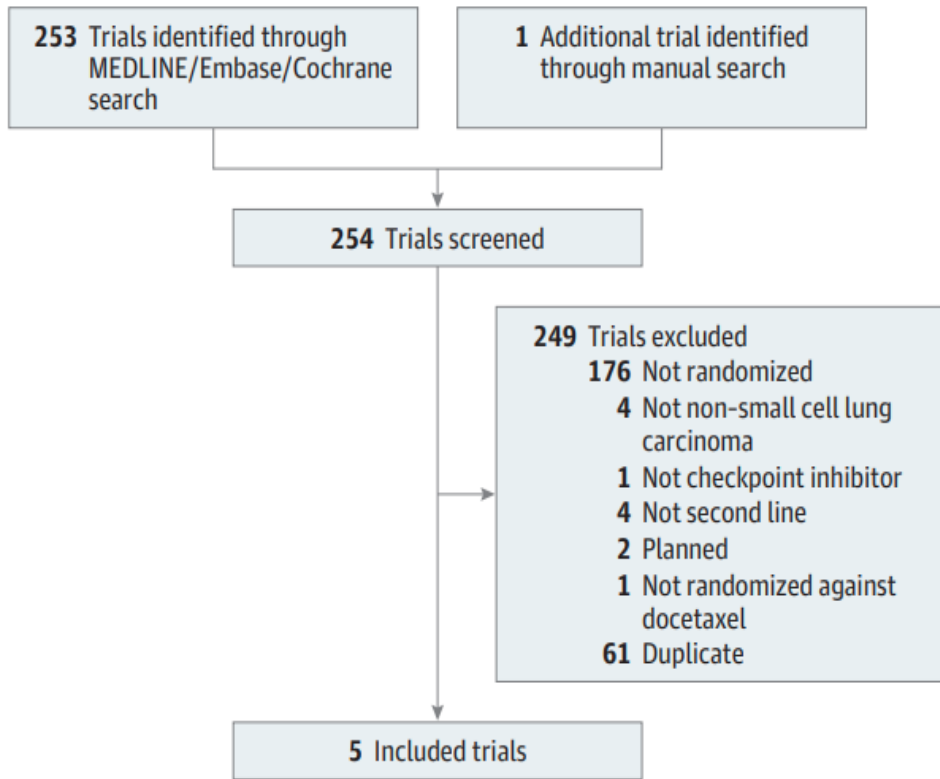 253 Trials identified through
MEDLINE/Embase/Cochrane
search
1 Additional trial identified
through manual search
254 Trials screened
249 Trials excluded
176 Not randomized
4 Not non–small cell lung
carcinoma
1 Not checkpoint inhibitor
4 Not second line
2 Planned
1 Not randomized against
docetaxel
61 Duplicate
5 Included trials